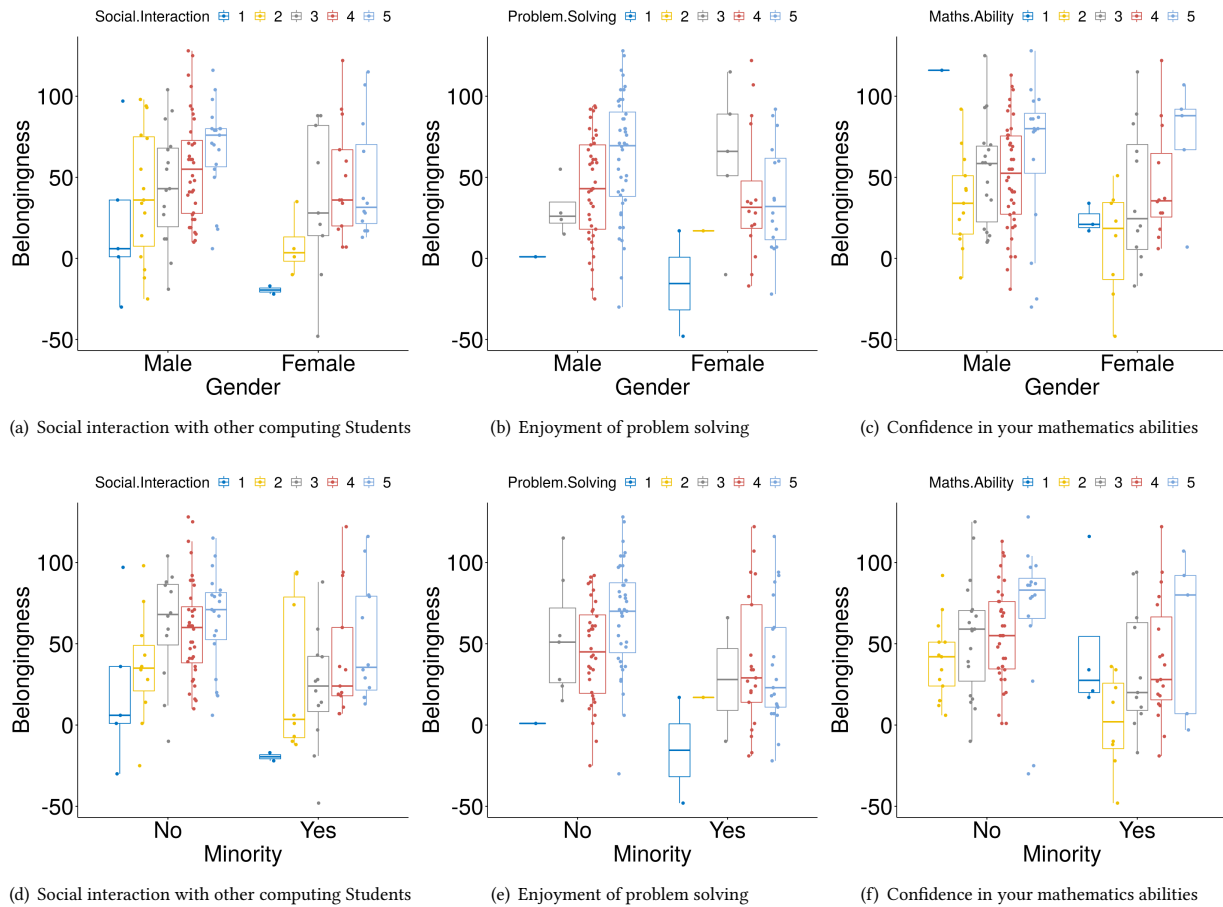 Social.Interaction 1 2 3 4 5
Belongingness
100
50
0
-50
Male Female
Gender
(a) Social interaction with other computing Students
Problem.Solving 1 2 3 4 5
Belongingness
100
50
0
-50
Male Female
Gender
(b) Enjoyment of problem solving
Maths.Ability 1 2 3 4 5
Belongingness
100
50
0
-50
Male Female
Gender
(c) Confidence in your mathematics abilities
Social.Interaction 1 2 3 4 5
Belongingness
100
50
0
-50
No Yes
Minority
(d) Social interaction with other computing Students
Problem.Solving 1 2 3 4 5
Belongingness
100
50
0
-50
No Yes
Minority
(e) Enjoyment of problem solving
Maths.Ability 1 2 3 4 5
Belongingness
100
50
0
-50
No Yes
Minority
(f) Confidence in your mathematics abilities